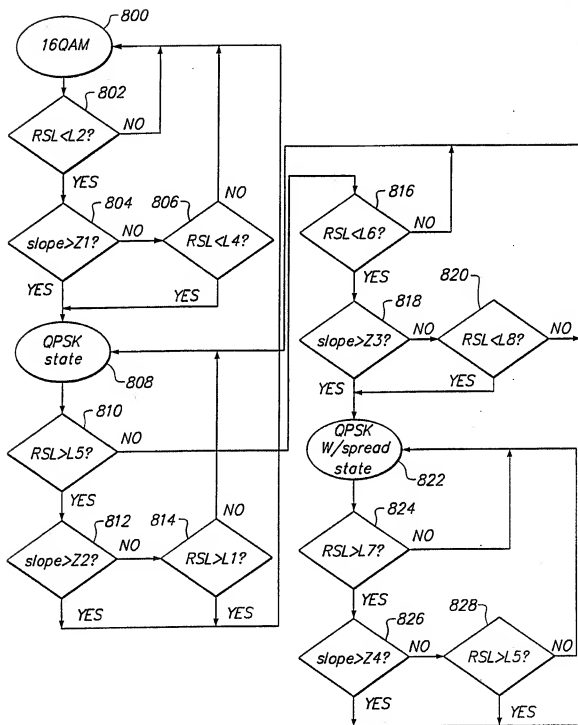 800
16QAM
802
RSL<L2?
NO
YES
804
slope>Z1?
NO
806
RSL<L4?
NO
YES
YES
QPSK
state
808
810
RSL>L5?
NO
YES
812
slope>Z2?
NO
814
RSL>L1?
NO
YES
YES
816
RSL<L6?
NO
YES
818
slope>Z3?
NO
820
RSL<L8?
NO
YES
YES
QPSK
W/spread
state
822
824
RSL>L7?
NO
YES
826
slope>Z4?
NO
828
RSL>L5?
NO
YES
YES